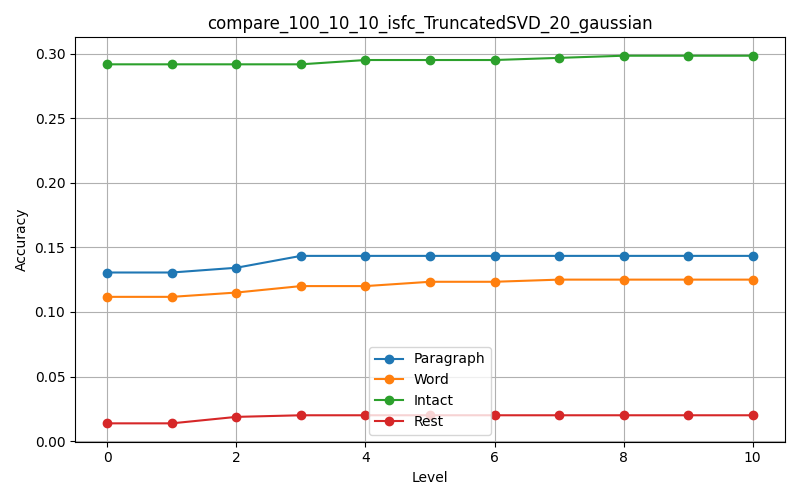 compare_100_10_10_isfc_TruncatedSVD_20_gaussian
Accuracy
0.30
0.25
0.20
0.15
0.10
0.05
0.00
Paragraph
Word
Intact
Rest
0 2 4 6 8 10
Level